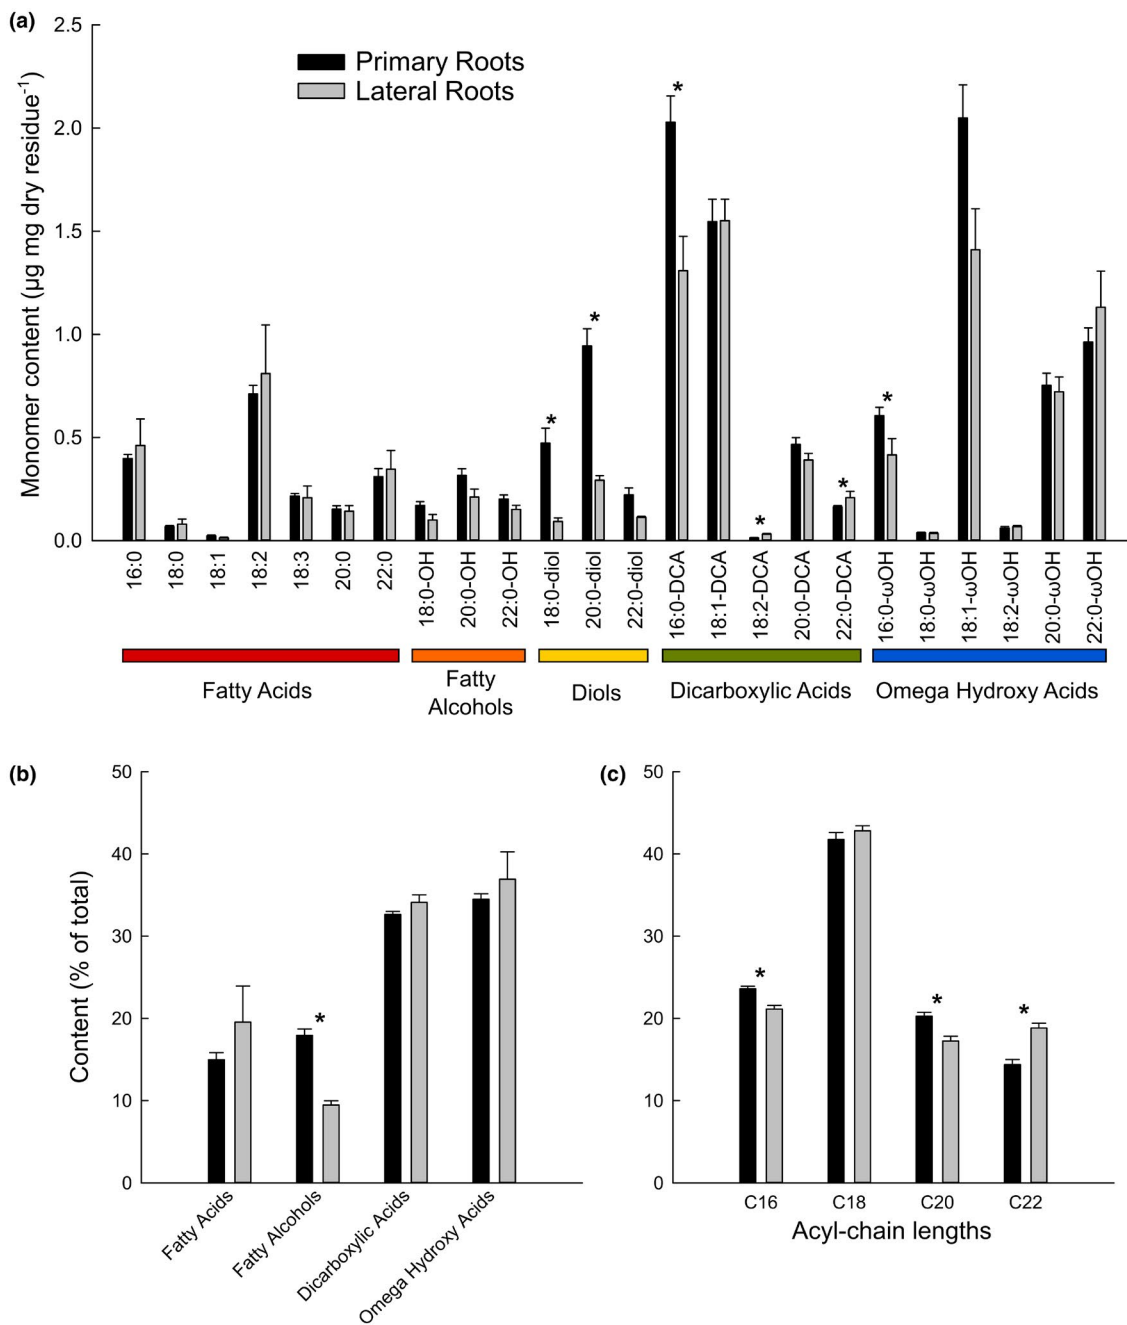 (a)
Monomer content (µg mg dry residue⁻¹)
2.5
2.0
1.5
1.0
0.5
0.0
Primary Roots
Lateral Roots
*
*
*
*
*
*
16:0
18:0
18:1
18:2
18:3
20:0
22:0
18:0-OH
20:0-OH
22:0-OH
18:0-diol
20:0-diol
22:0-diol
16:0-DCA
18:1-DCA
18:2-DCA
20:0-DCA
22:0-DCA
16:0-ωOH
18:0-ωOH
18:1-ωOH
18:2-ωOH
20:0-ωOH
22:0-ωOH
Fatty Acids
Fatty
Alcohols
Diols
Dicarboxylic Acids
Omega Hydroxy Acids
(b)
Content (% of total)
50
40
30
20
10
0
*
Fatty Acids
Fatty Alcohols
Dicarboxylic Acids
Omega Hydroxy Acids
(c)
50
40
30
20
10
0
*
*
*
C16
C18
C20
C22
Acyl-chain lengths